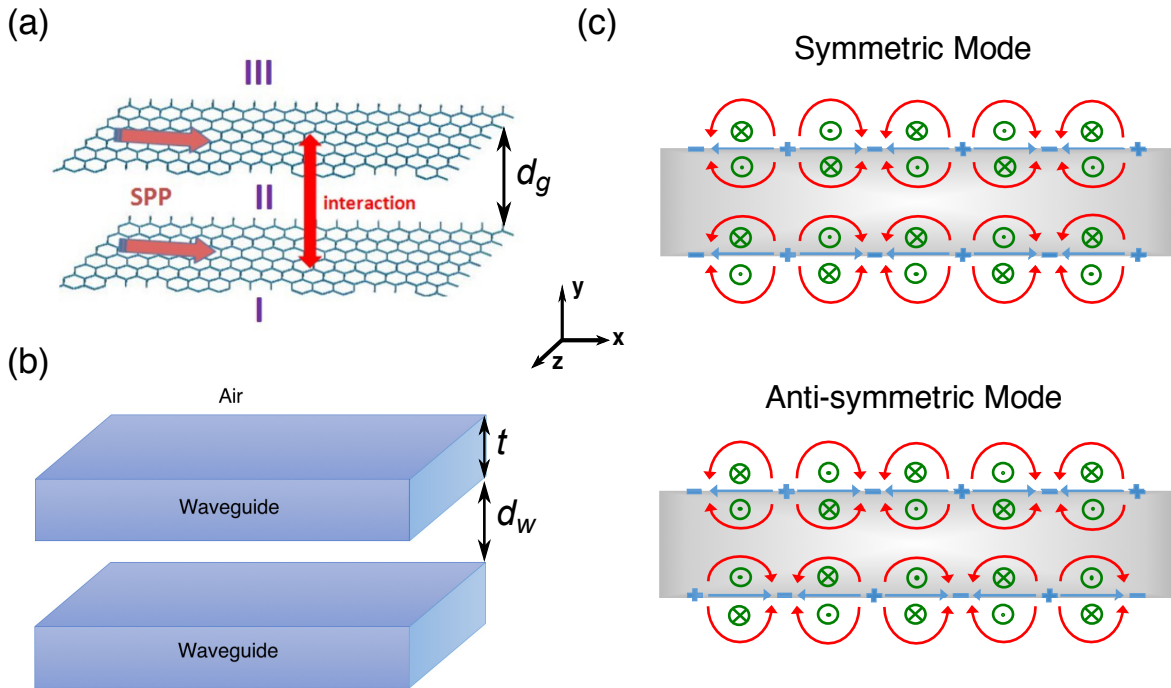 (a)
III
SPP
II
interaction
d_g
I
y
x
z
(b)
Air
t
Waveguide
d_w
Waveguide
(c)
Symmetric Mode
⊗ ⊙ ⊗ ⊙ ⊗
− + − + − +
⊙ ⊗ ⊙ ⊗ ⊙
⊗ ⊙ ⊗ ⊙ ⊗
− + − + − +
⊙ ⊗ ⊙ ⊗ ⊙
Anti-symmetric Mode
⊗ ⊙ ⊗ ⊙ ⊗
− + − + − +
⊙ ⊗ ⊙ ⊗ ⊙
⊙ ⊗ ⊙ ⊗ ⊙
+ − + − + −
⊗ ⊙ ⊗ ⊙ ⊗